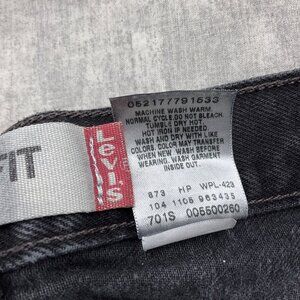 FIT
Levi's
052177791533
MACHINE WASH WARM.
NORMAL CYCLE.DO NOT BLEACH.
TUMBLE DRY HOT.
HOT IRON IF NEEDED.
WASH AND DRY WITH LIKE
COLORS. COLOR MAY TRANSFER
WHEN NEW. WASH BEFORE
WEARING. WASH GARMENT
INSIDE OUT.
873 HP WPL-423
104 1106 963435
701S 005500260